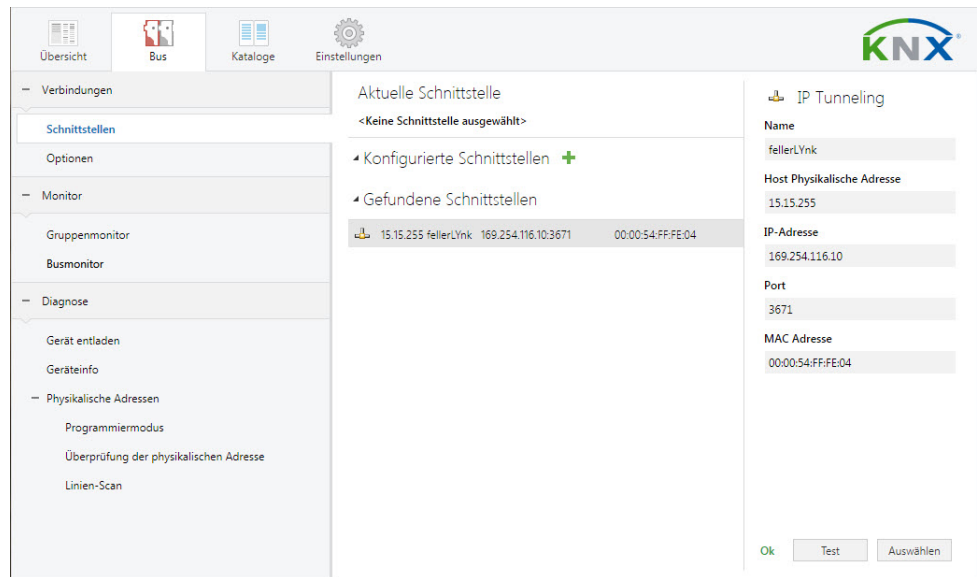 Übersicht
Bus
Kataloge
Einstellungen
KNX®
Verbindungen
Schnittstellen
Optionen
Monitor
Gruppenmonitor
Busmonitor
Diagnose
Gerät entladen
Geräteinfo
Physikalische Adressen
Programmiermodus
Überprüfung der physikalischen Adresse
Linien-Scan
Aktuelle Schnittstelle
<Keine Schnittstelle ausgewählt>
Konfigurierte Schnittstellen
Gefundene Schnittstellen
15.15.255 fellerLYnk 169.254.116.10:3671 00:00:54:FF:FE:04
IP Tunneling
Name
fellerLYnk
Host Physikalische Adresse
15.15.255
IP-Adresse
169.254.116.10
Port
3671
MAC Adresse
00:00:54:FF:FE:04
Ok
Test
Auswählen